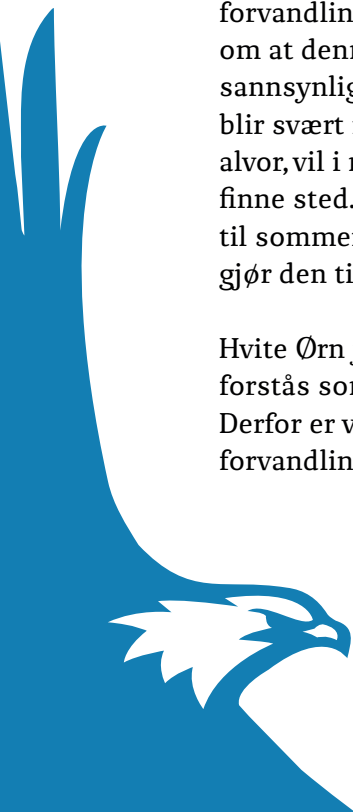 forvandlin
om at denn
sannsynlig
blir svært
alvor, vil i
finne sted.
til sommer
gjør den ti
Hvite Ørn
forstås som
Derfor er v
forvandlin